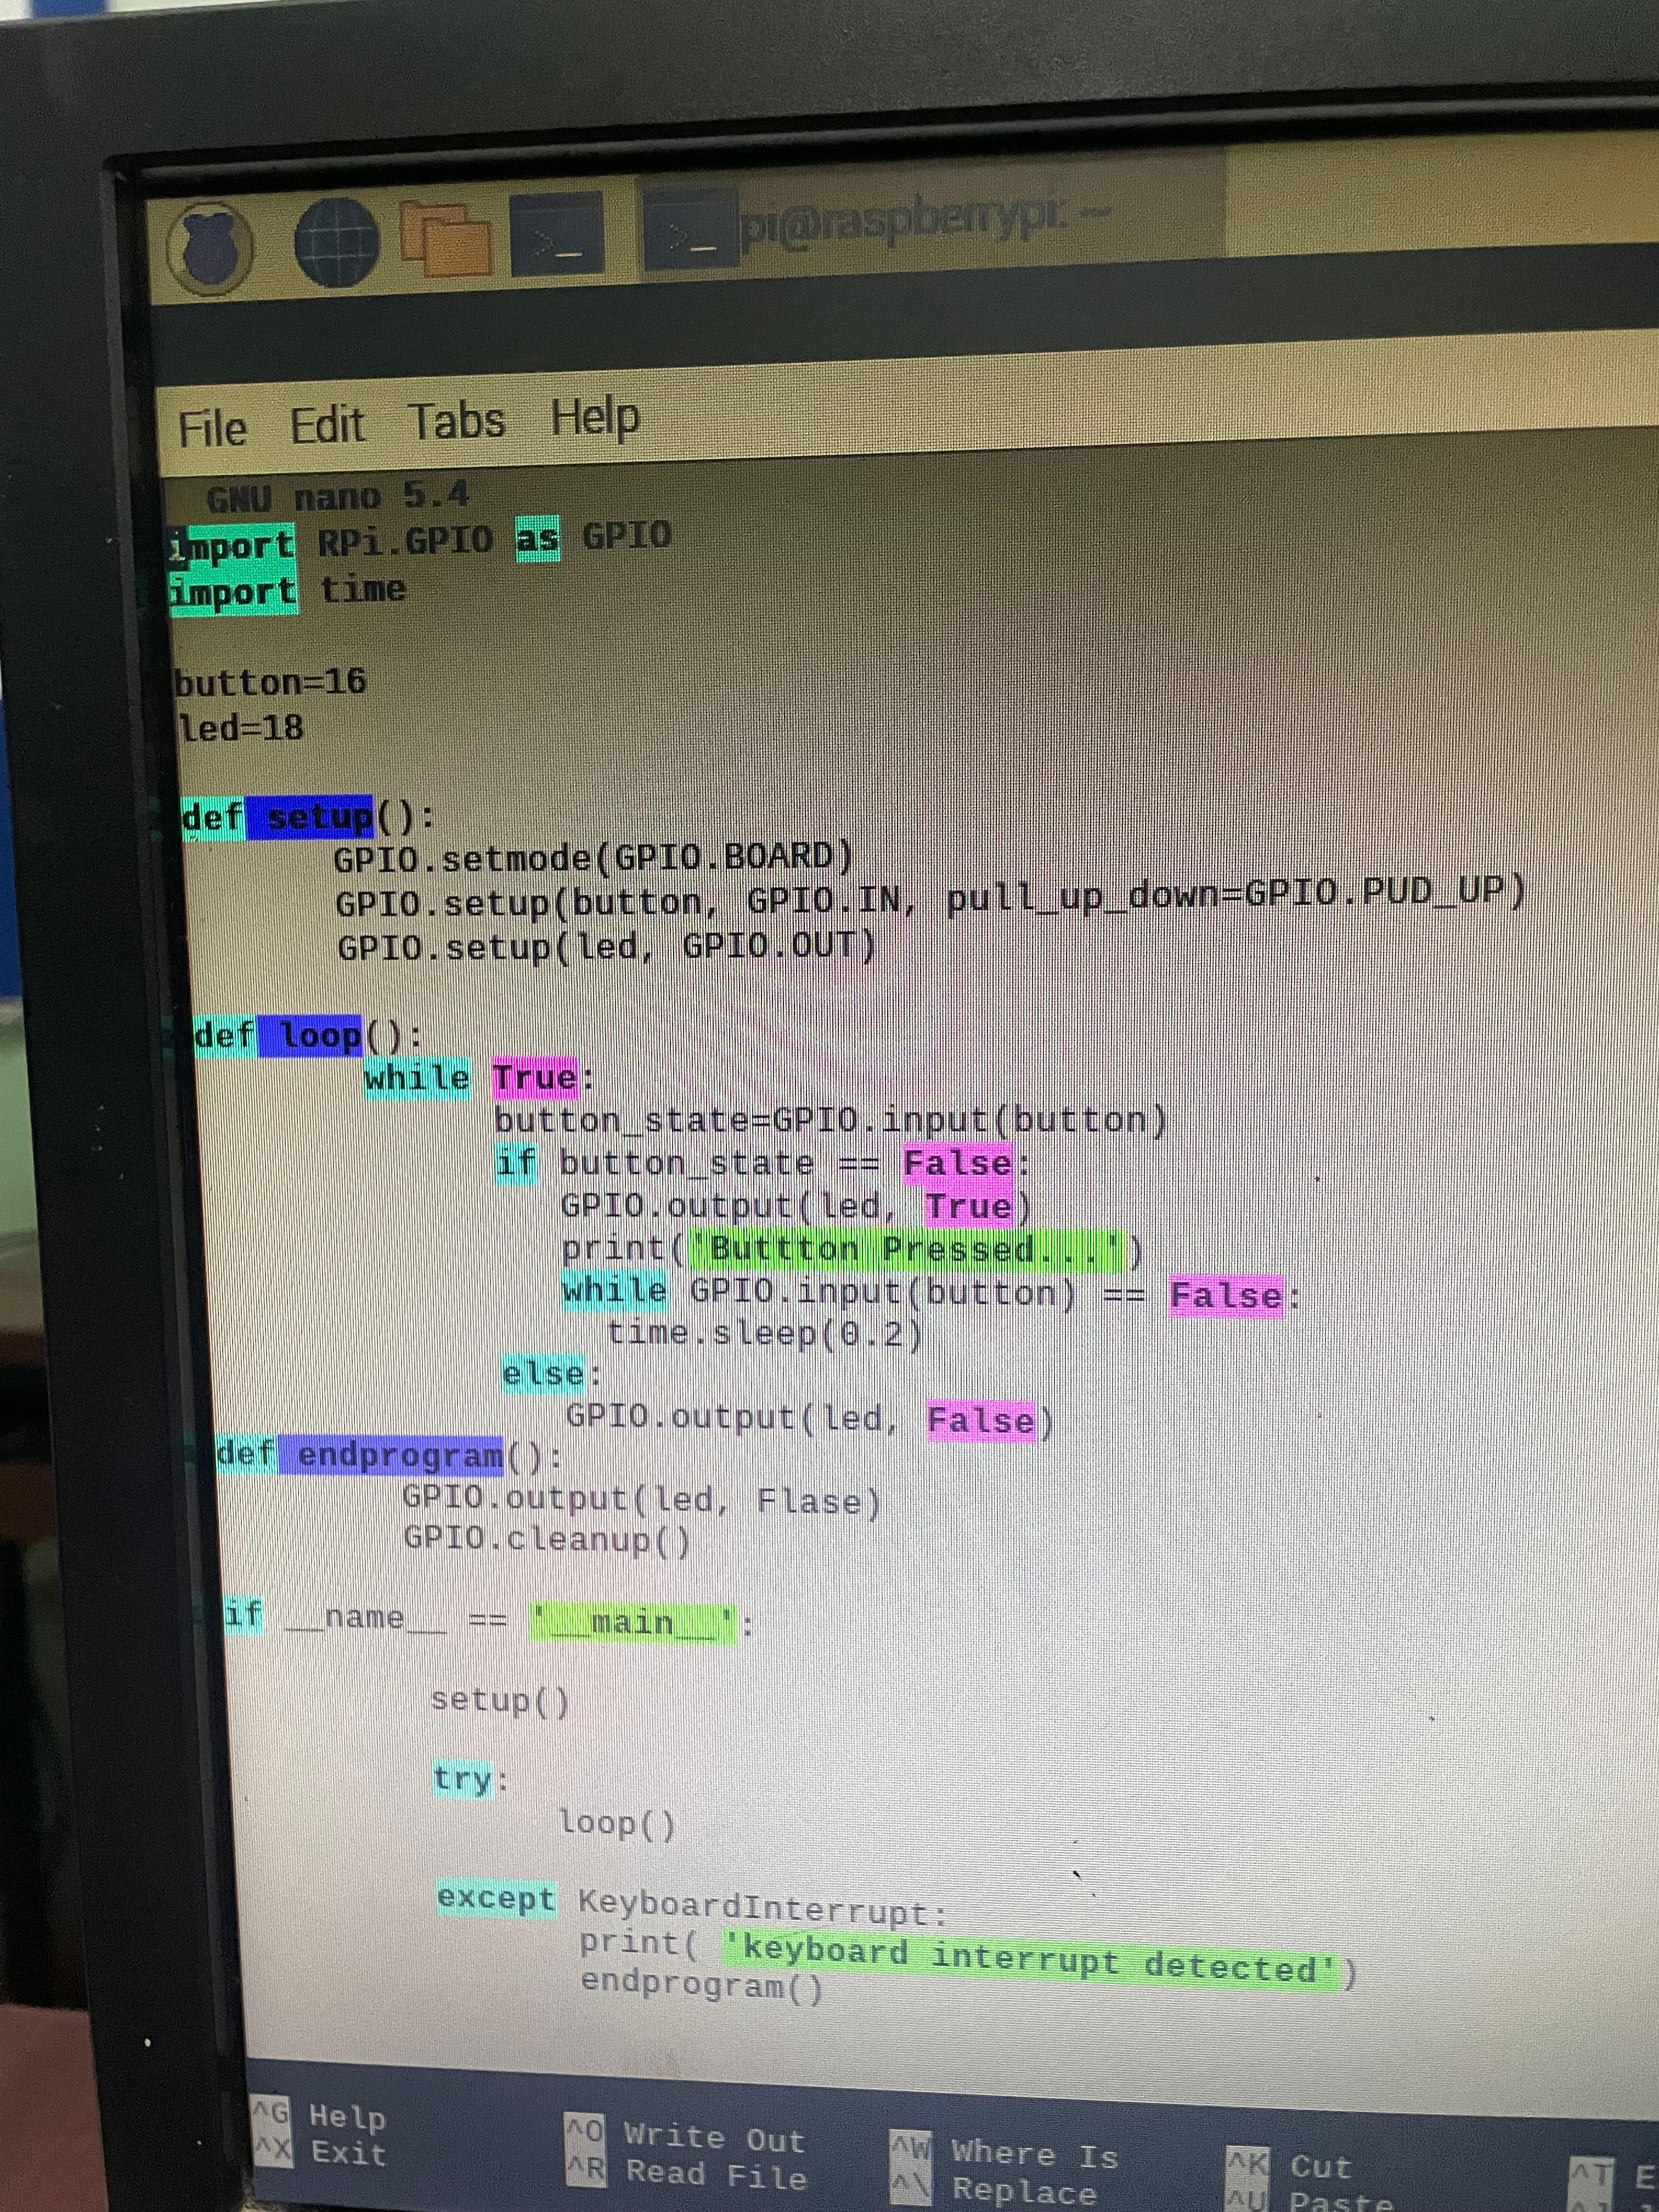 pi@raspberrypi: ~
File Edit Tabs Help
GNU nano 5.4
import RPi.GPIO as GPIO
import time
button=16
led=18
def setup():
GPIO.setmode(GPIO.BOARD)
GPIO.setup(button, GPIO.IN, pull_up_down=GPIO.PUD_UP)
GPIO.setup(led, GPIO.OUT)
def loop():
while True:
button_state=GPIO.input(button)
if button_state == False:
GPIO.output(led, True)
print('Buttton Pressed...')
while GPIO.input(button) == False:
time.sleep(0.2)
else:
GPIO.output(led, False)
def endprogram():
GPIO.output(led, Flase)
GPIO.cleanup()
if __name__ == '__main__':
setup()
try:
loop()
except KeyboardInterrupt:
print( 'keyboard interrupt detected')
endprogram()
^G Help ^O Write Out ^W Where Is ^K Cut ^T
^X Exit ^R Read File ^\ Replace ^U Paste